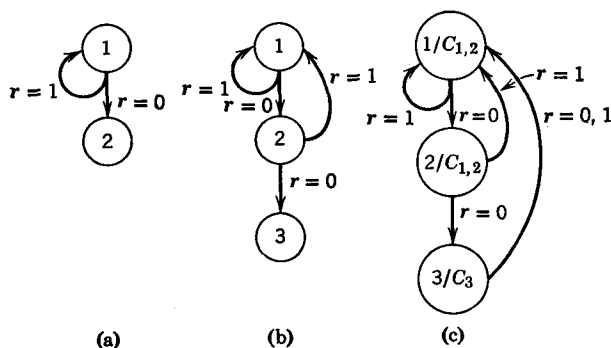 1
r = 1
r = 0
2
(a)
1
r = 1
r = 1
r = 0
2
r = 0
3
(b)
1/C1,2
r = 1
r = 1
r = 0
r = 0, 1
2/C1,2
r = 0
3/C3
(c)